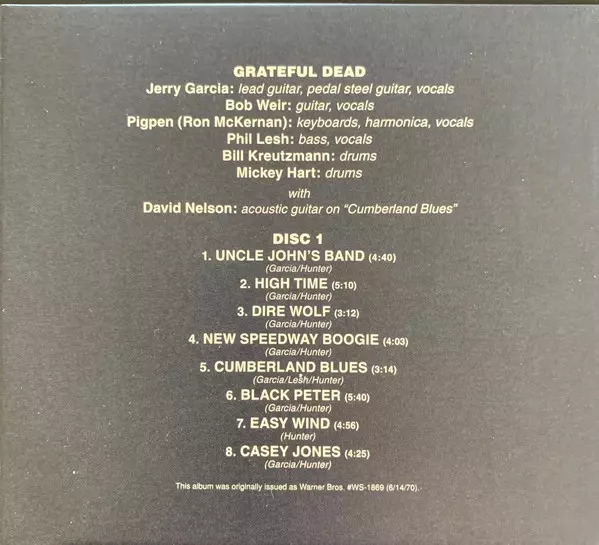 GRATEFUL DEAD
Jerry Garcia: lead guitar, pedal steel guitar, vocals
Bob Weir: guitar, vocals
Pigpen (Ron McKernan): keyboards, harmonica, vocals
Phil Lesh: bass, vocals
Bill Kreutzmann: drums
Mickey Hart: drums
with
David Nelson: acoustic guitar on “Cumberland Blues”
DISC 1
1. UNCLE JOHN’S BAND (4:40)
(Garcia/Hunter)
2. HIGH TIME (5:10)
(Garcia/Hunter)
3. DIRE WOLF (3:12)
(Garcia/Hunter)
4. NEW SPEEDWAY BOOGIE (4:03)
(Garcia/Hunter)
5. CUMBERLAND BLUES (3:14)
(Garcia/Lesh/Hunter)
6. BLACK PETER (5:40)
(Garcia/Hunter)
7. EASY WIND (4:56)
(Hunter)
8. CASEY JONES (4:25)
(Garcia/Hunter)
This album was originally issued as Warner Bros. #WS-1869 (6/14/70).